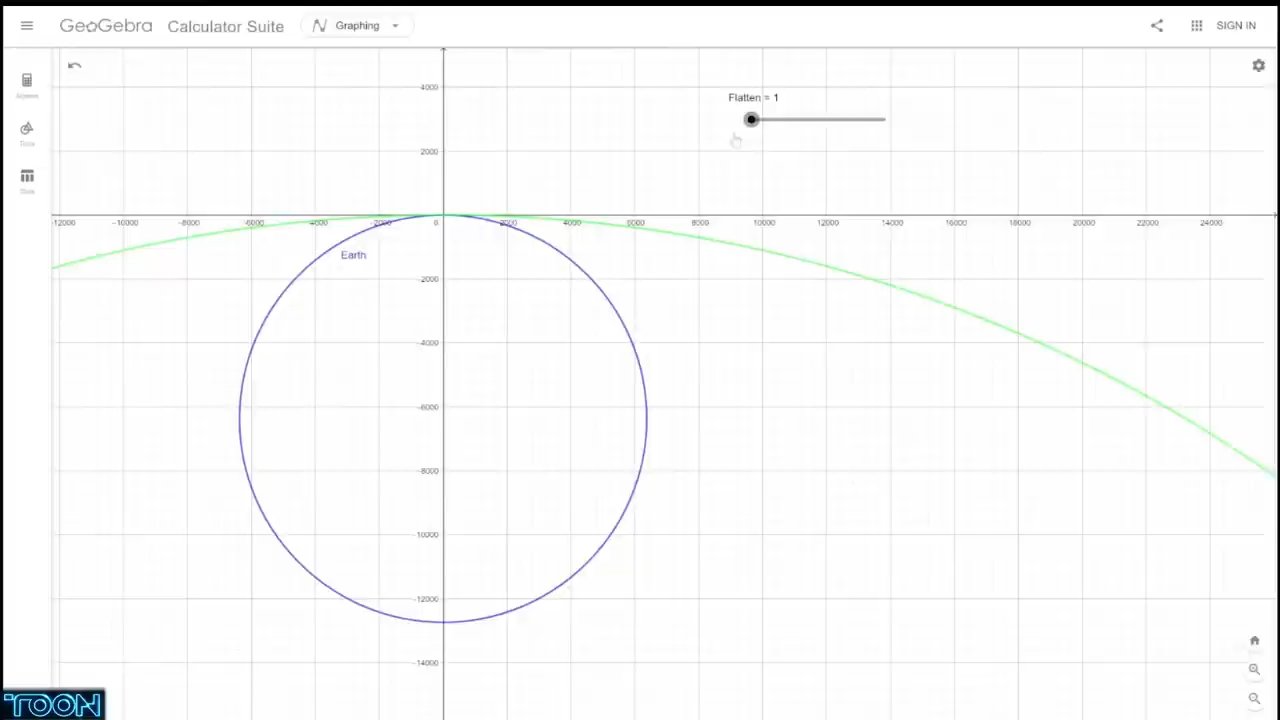 GeoGebra Calculator Suite Graphing SIGN IN
Flatten = 1
4000
2000
-12000 -10000 -8000 -6000 -4000 -2000 0 2000 4000 6000 8000 10000 12000 14000 16000 18000 20000 22000 24000
Earth
-2000
-4000
-6000
-8000
-10000
-12000
-14000
TOON